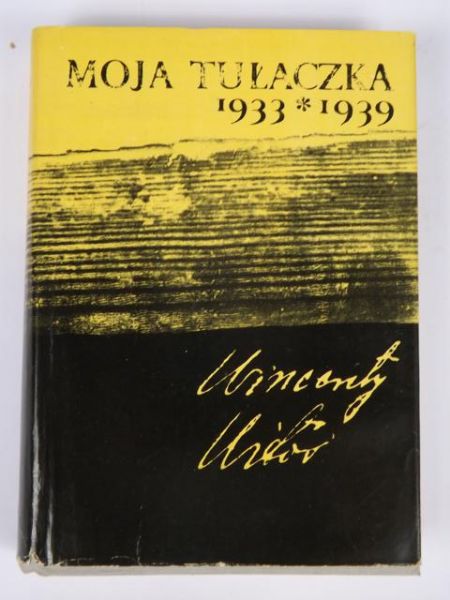 MOJA TUŁACZKA
1933 * 1939
Wincenty
Witos